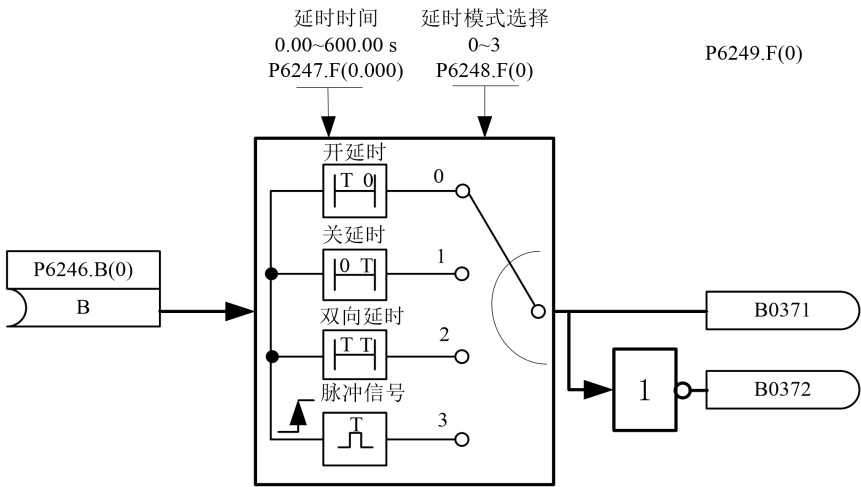 延时时间
0.00~600.00 s
P6247.F(0.000)
延时模式选择
0~3
P6248.F(0)
P6249.F(0)
开延时
T 0
0
关延时
0 T
1
P6246.B(0)
B
双向延时
T T
2
脉冲信号
T
3
B0371
1
B0372